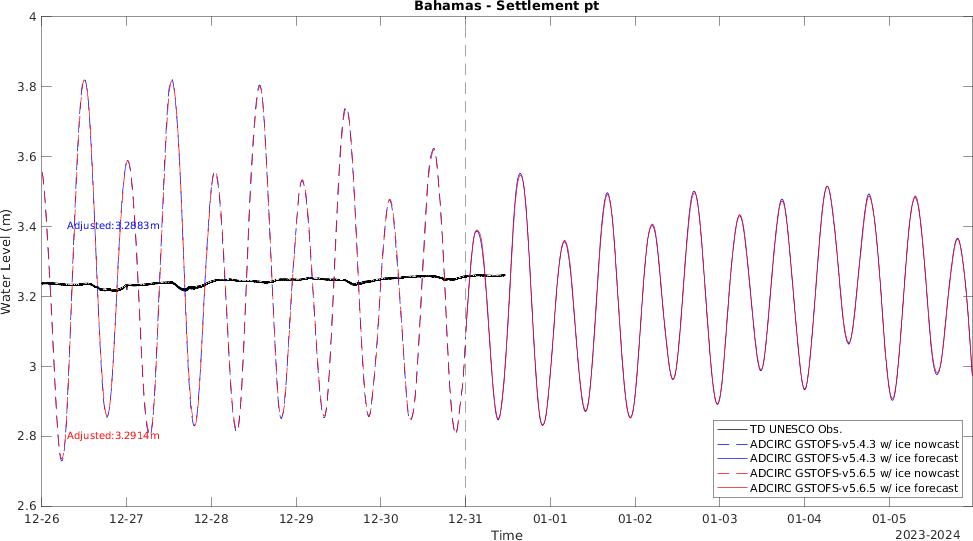 Bahamas - Settlement pt
4
3.8
3.6
3.4
3.2
3
2.8
2.6
Water Level (m)
Adjusted:3.2883m
Adjusted:3.2914m
TD UNESCO Obs.
ADCIRC GSTOFS-v5.4.3 w/ ice nowcast
ADCIRC GSTOFS-v5.4.3 w/ ice forecast
ADCIRC GSTOFS-v5.6.5 w/ ice nowcast
ADCIRC GSTOFS-v5.6.5 w/ ice forecast
12-26 12-27 12-28 12-29 12-30 12-31 01-01 01-02 01-03 01-04 01-05
Time
2023-2024